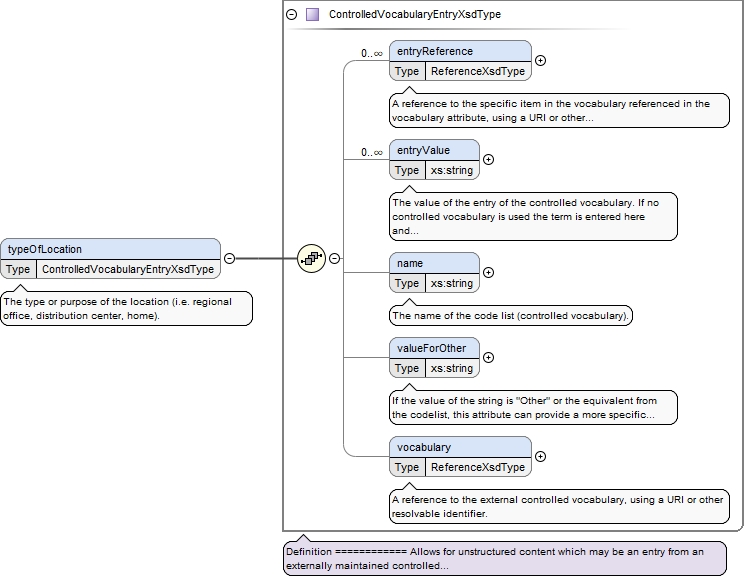 ControlledVocabularyEntryXsdType
0..∞
entryReference
Type ReferenceXsdType
A reference to the specific item in the vocabulary referenced in the
vocabulary attribute, using a URI or other...
0..∞
entryValue
Type xs:string
The value of the entry of the controlled vocabulary. If no
controlled vocabulary is used the term is entered here
and...
typeOfLocation
Type ControlledVocabularyEntryXsdType
The type or purpose of the location (i.e. regional
office, distribution center, home).
name
Type xs:string
The name of the code list (controlled vocabulary).
valueForOther
Type xs:string
If the value of the string is "Other" or the equivalent from
the codelist, this attribute can provide a more specific...
vocabulary
Type ReferenceXsdType
A reference to the external controlled vocabulary, using a URI or other
resolvable identifier.
Definition ============ Allows for unstructured content which may be an entry from an
externally maintained controlled...